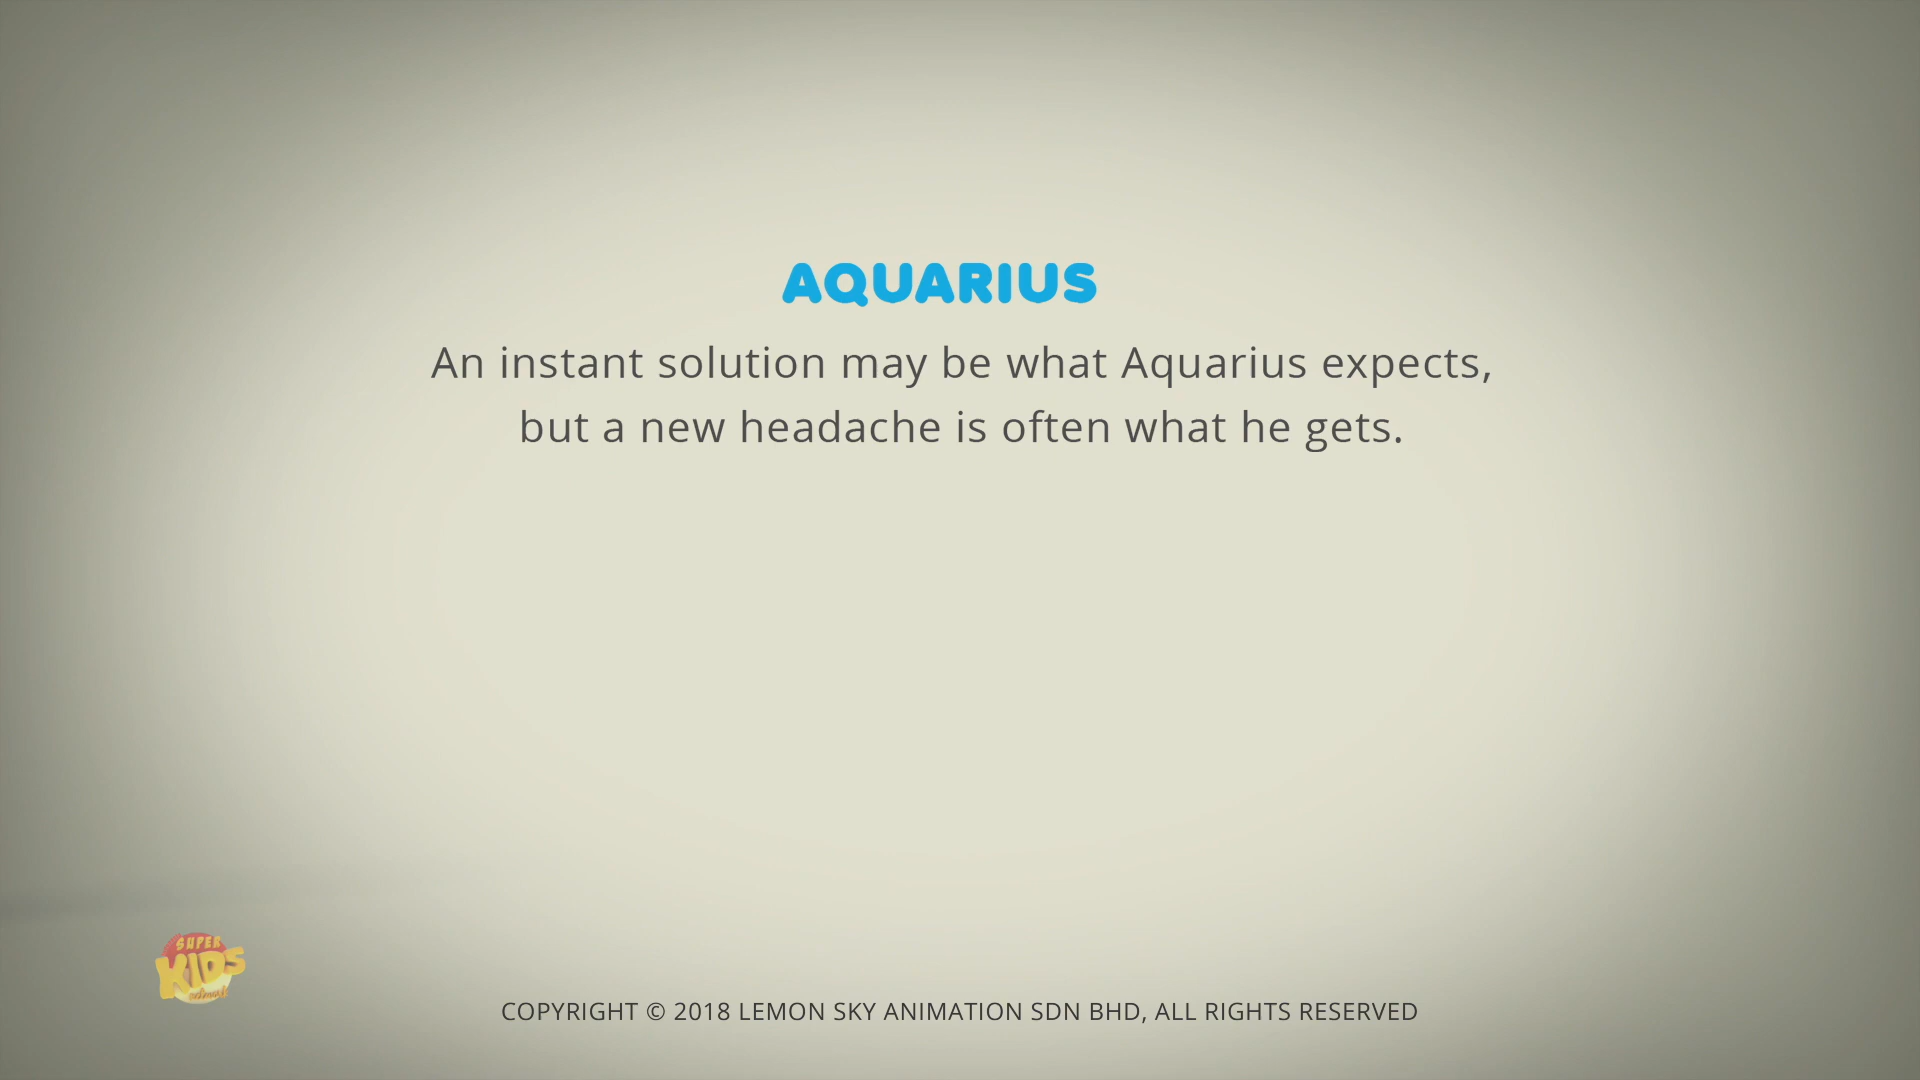 AQUARIUS
An instant solution may be what Aquarius expects,
but a new headache is often what he gets.
SUPER
KIDS
COPYRIGHT © 2018 LEMON SKY ANIMATION SDN BHD, ALL RIGHTS RESERVED